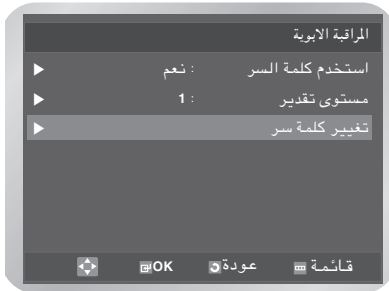 المراقبة الابوية
استخدم كلمة السر : نعم
مستوى تقدير : 1
تغيير كلمة سر
قائمة عودة OK